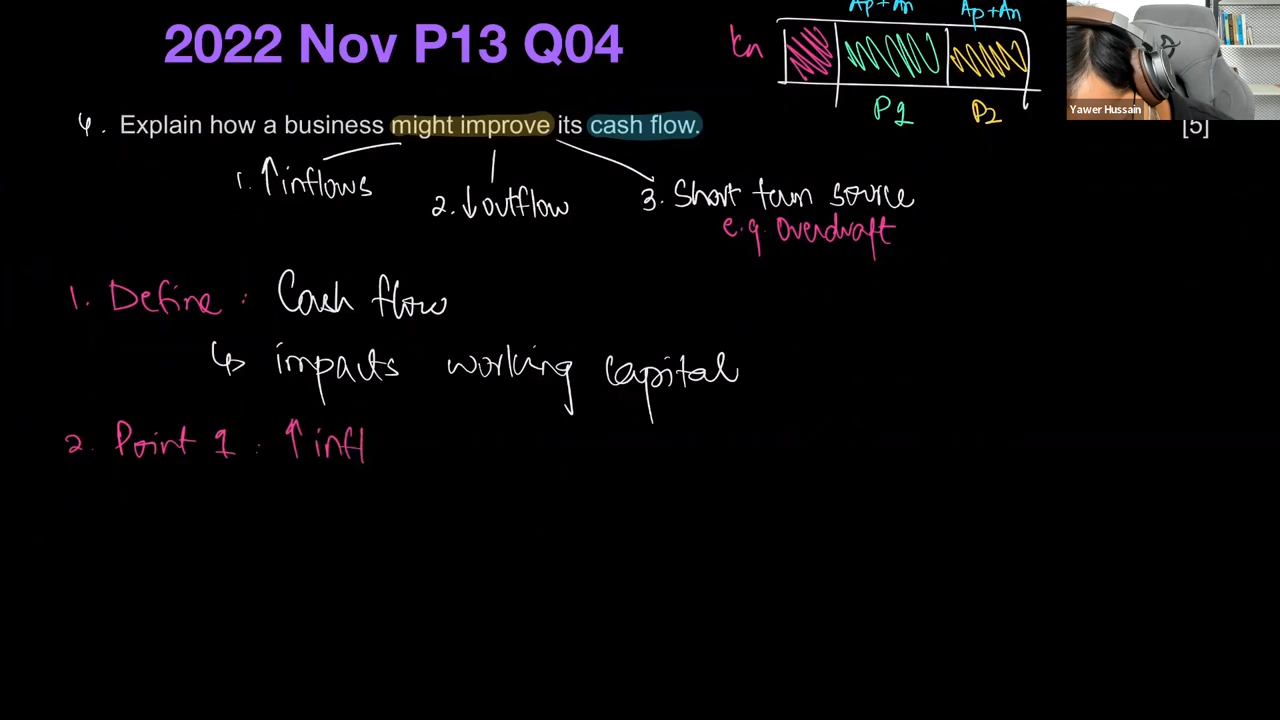 2022 Nov P13 Q04
Ap+An Ap+An
Kn
P1 P2
Yawer Hussain
4. Explain how a business might improve its cash flow. [5]
1. ↑inflows
2. ↓outflow
3. Short term source
e.g. Overdraft
1. Define : Cash flow
↳ impacts working capital
2. Point 1 : ↑ infl